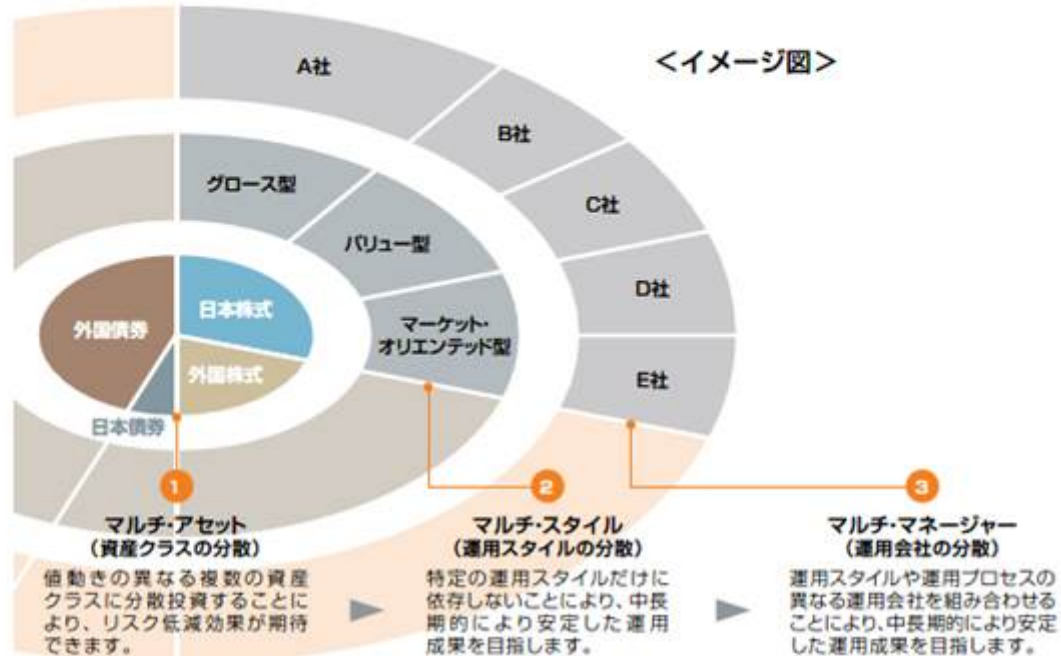 <イメージ図>
A社
B社
C社
D社
E社
グロース型
バリュー型
マーケット・
オリエンテッド型
日本株式
外国債券
外国株式
日本債券
1
マルチ・アセット
(資産クラスの分散)
値動きの異なる複数の資産
クラスに分散投資することに
より、リスク低減効果が期待
できます。
2
マルチ・スタイル
(運用スタイルの分散)
特定の運用スタイルだけに
依存しないことにより、中長
期的により安定した運用
成果を目指します。
3
マルチ・マネージャー
(運用会社の分散)
運用スタイルや運用プロセスの
異なる運用会社を組み合わせる
ことにより、中長期的により安定
した運用成果を目指します。